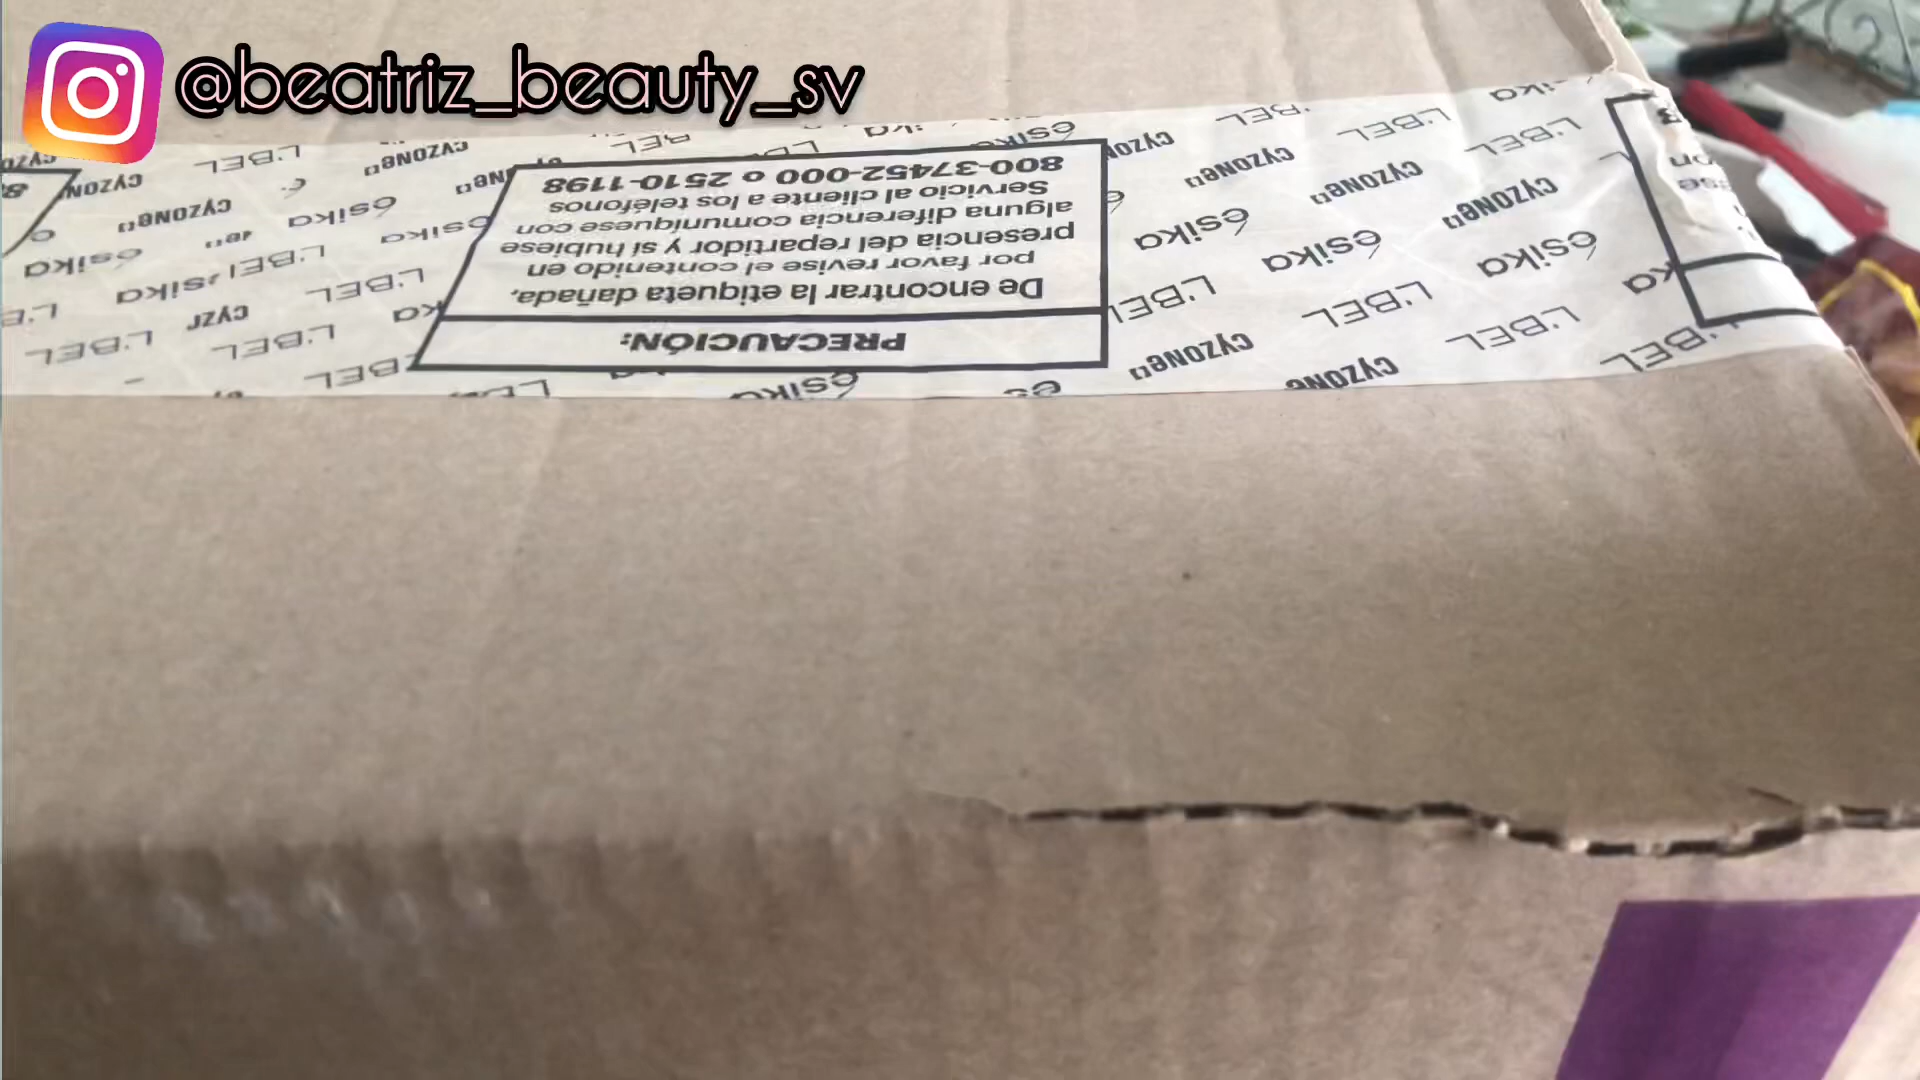 @beatriz_beauty_sv
PRECAUCIÓN:
De encontrar la etiqueta dañada,
por favor revise el contenido en
presencia del repartidor y si hubiese
alguna diferencia comuniquese con
Servicio al cliente a los teléfonos
800-37452-000 o 2510-1198
L'BEL
ésika
cyzone